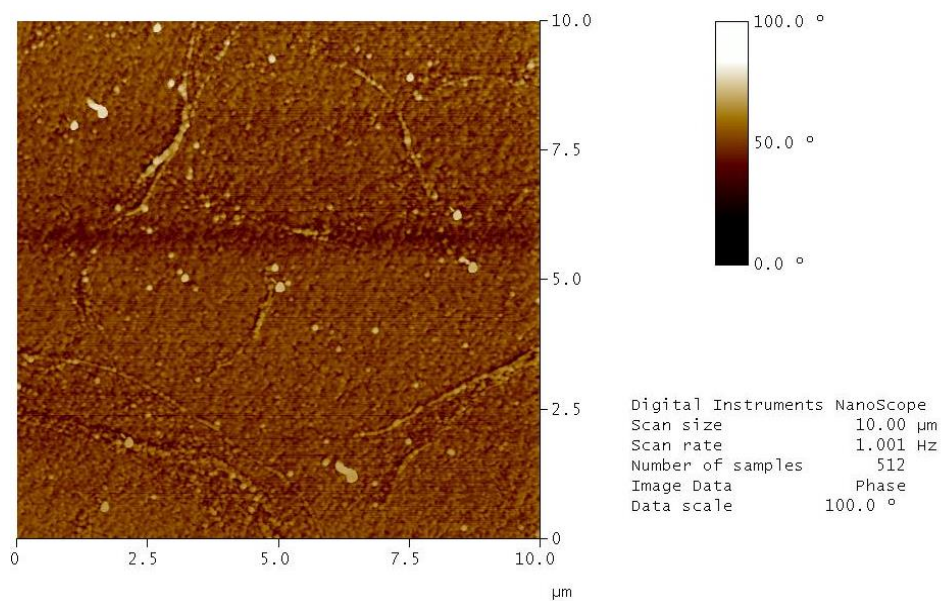 10.0
7.5
5.0
2.5
0
0
2.5
5.0
7.5
10.0
µm
100.0 °
50.0 °
0.0 °
Digital Instruments NanoScope
Scan size 10.00 µm
Scan rate 1.001 Hz
Number of samples 512
Image Data Phase
Data scale 100.0 º